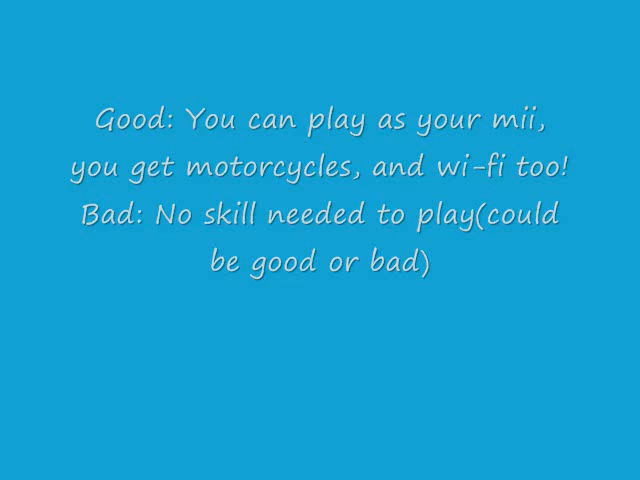 Good: You can play as your mii,
you get motorcycles, and wi-fi too!
Bad: No skill needed to play(could
be good or bad)